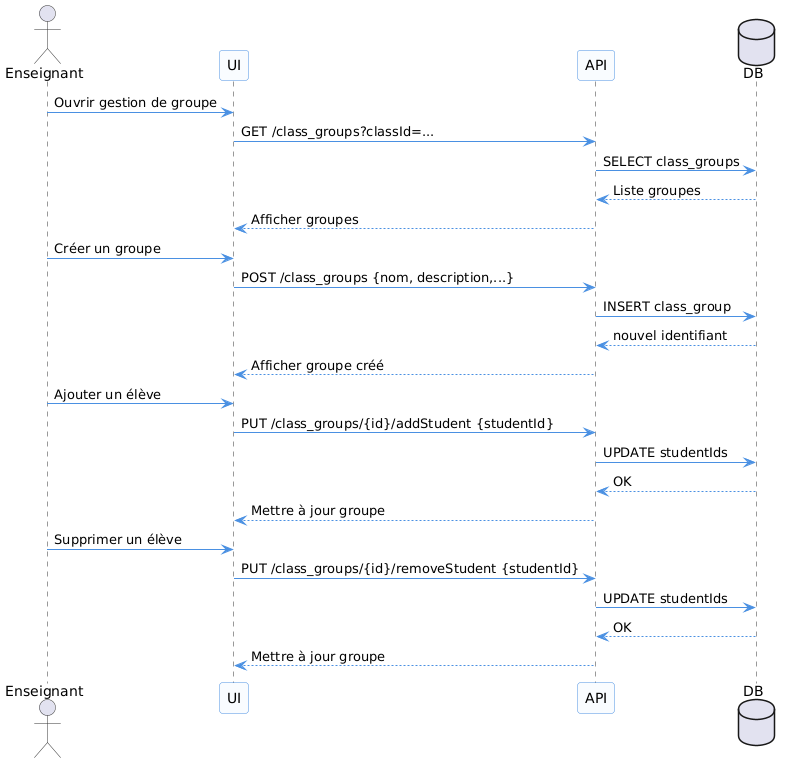 Enseignant
UI
API
DB
Ouvrir gestion de groupe
GET /class_groups?classId=...
SELECT class_groups
Liste groupes
Afficher groupes
Créer un groupe
POST /class_groups {nom, description,...}
INSERT class_group
nouvel identifiant
Afficher groupe créé
Ajouter un élève
PUT /class_groups/{id}/addStudent {studentId}
UPDATE studentIds
OK
Mettre à jour groupe
Supprimer un élève
PUT /class_groups/{id}/removeStudent {studentId}
UPDATE studentIds
OK
Mettre à jour groupe
Enseignant
UI
API
DB